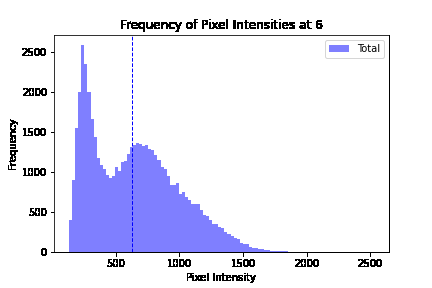 Frequency of Pixel Intensities at 6
Total
Frequency
2500
2000
1500
1000
500
0
500
1000
1500
2000
2500
Pixel Intensity